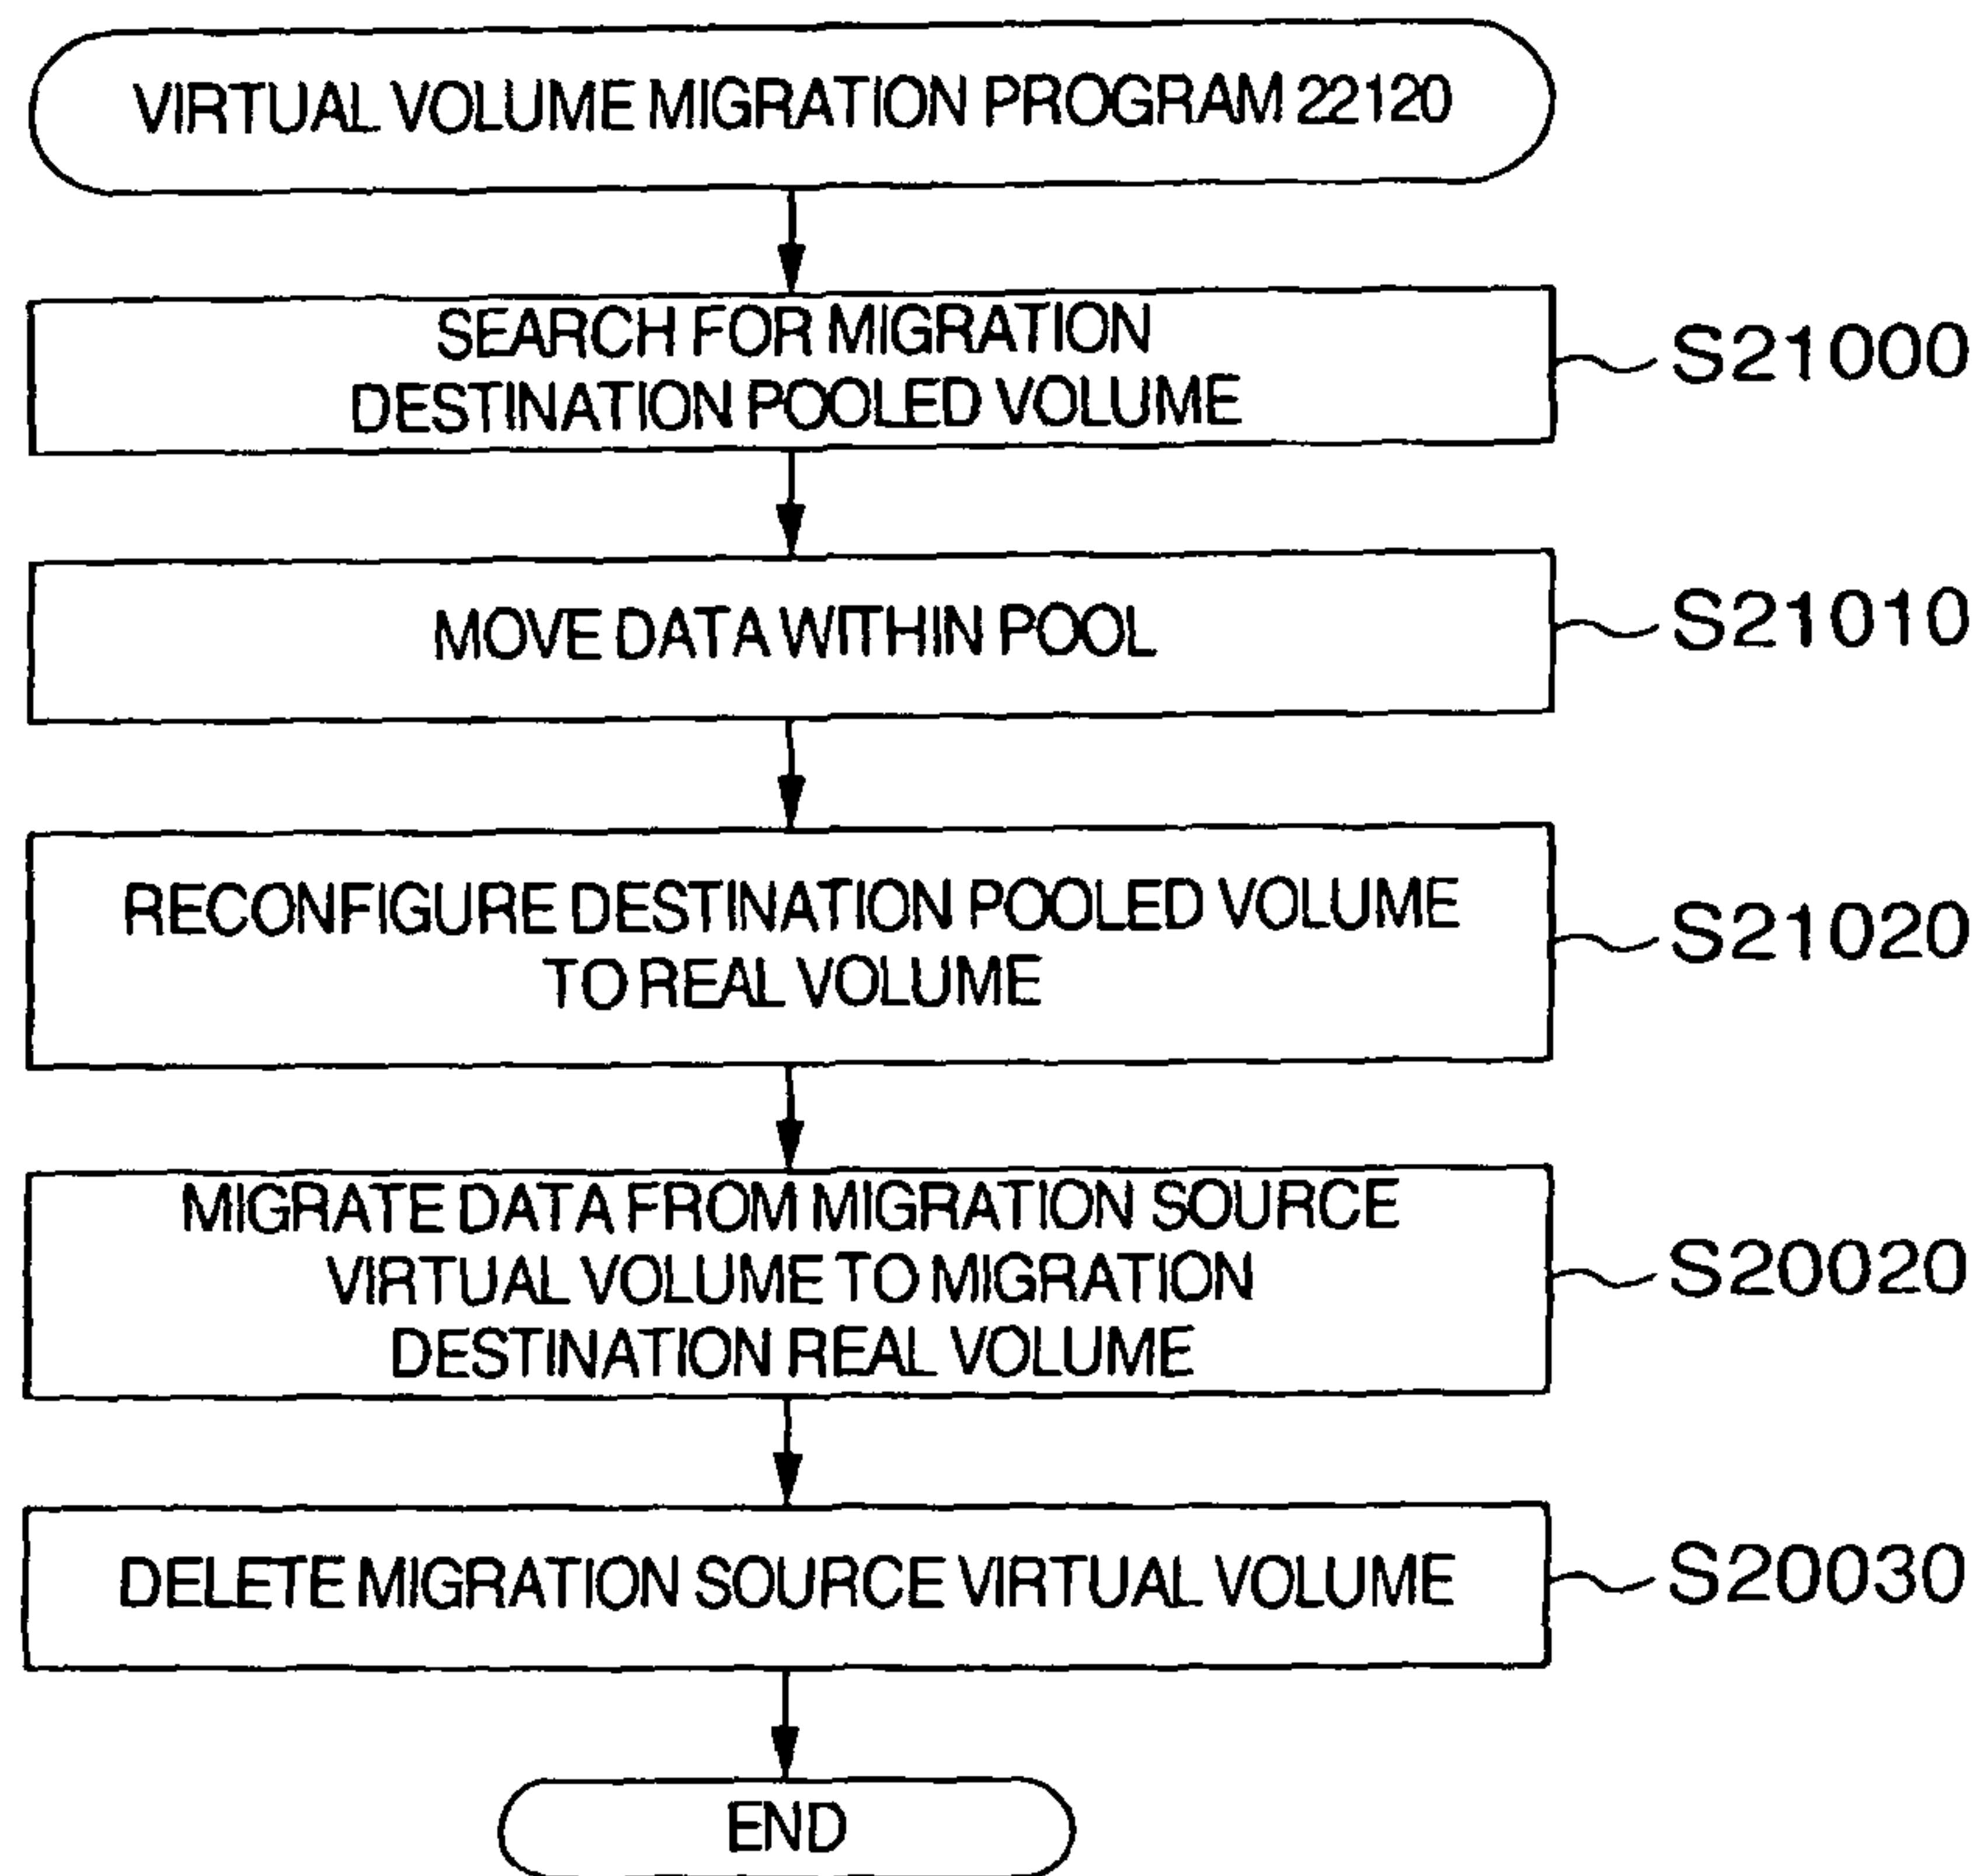 VIRTUAL VOLUME MIGRATION PROGRAM 22120
SEARCH FOR MIGRATION
DESTINATION POOLED VOLUME
S21000
MOVE DATA WITHIN POOL
S21010
RECONFIGURE DESTINATION POOLED VOLUME
TO REAL VOLUME
S21020
MIGRATE DATA FROM MIGRATION SOURCE
VIRTUAL VOLUME TO MIGRATION
DESTINATION REAL VOLUME
S20020
DELETE MIGRATION SOURCE VIRTUAL VOLUME
S20030
END